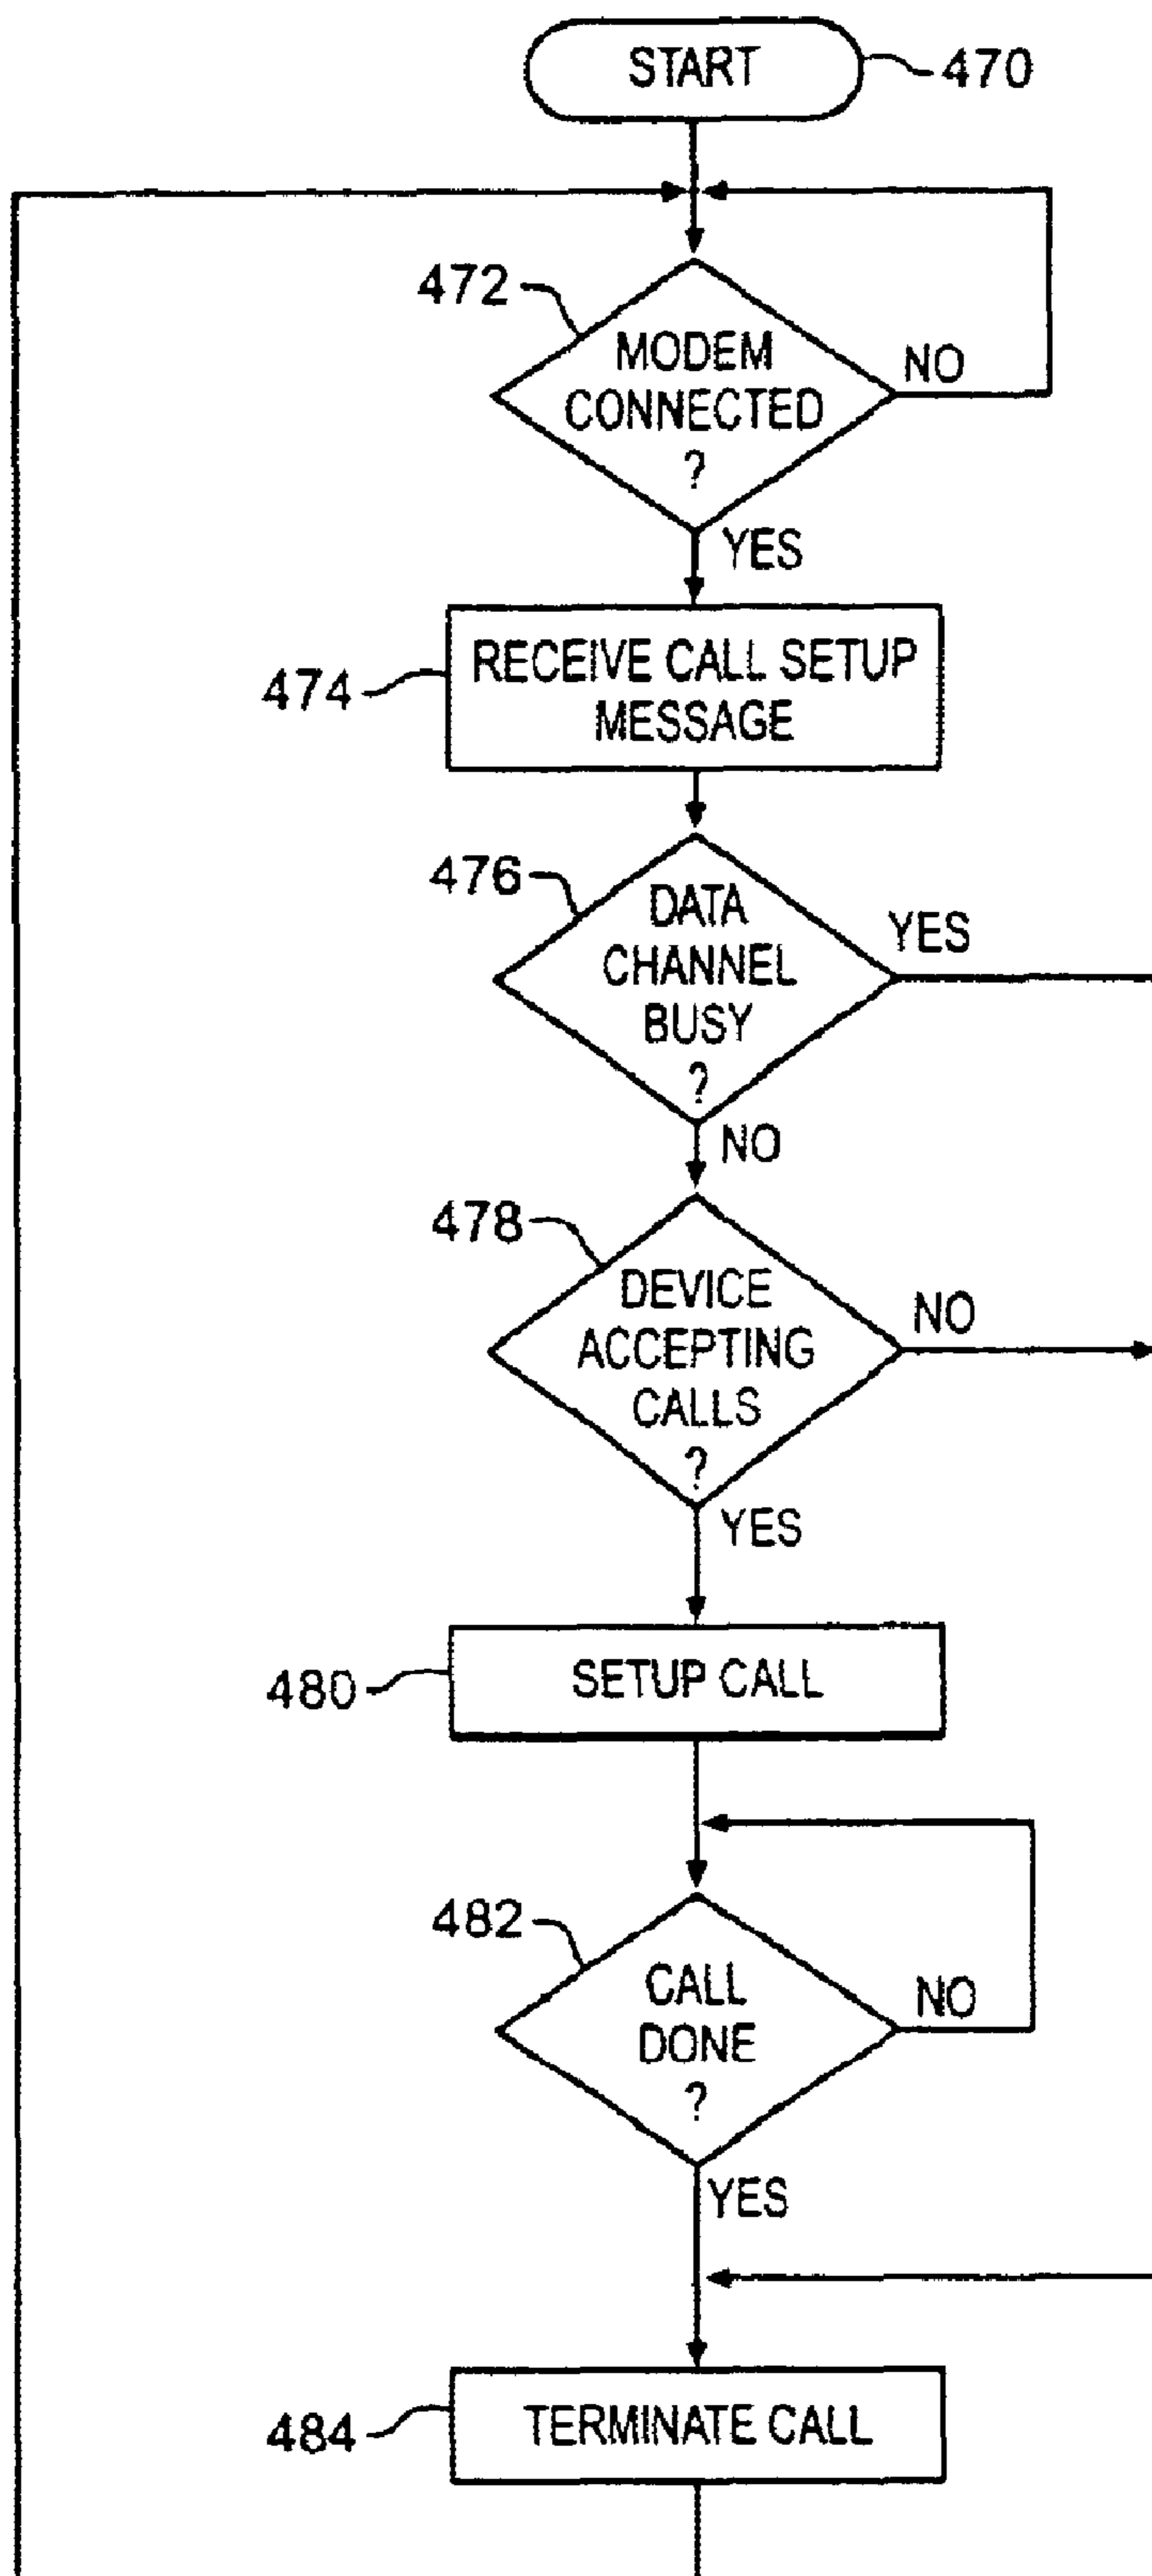 START
470
472
MODEM
CONNECTED
?
NO
YES
474
RECEIVE CALL SETUP
MESSAGE
476
DATA
CHANNEL
BUSY
?
YES
NO
478
DEVICE
ACCEPTING
CALLS
?
NO
YES
480
SETUP CALL
482
CALL
DONE
?
NO
YES
484
TERMINATE CALL